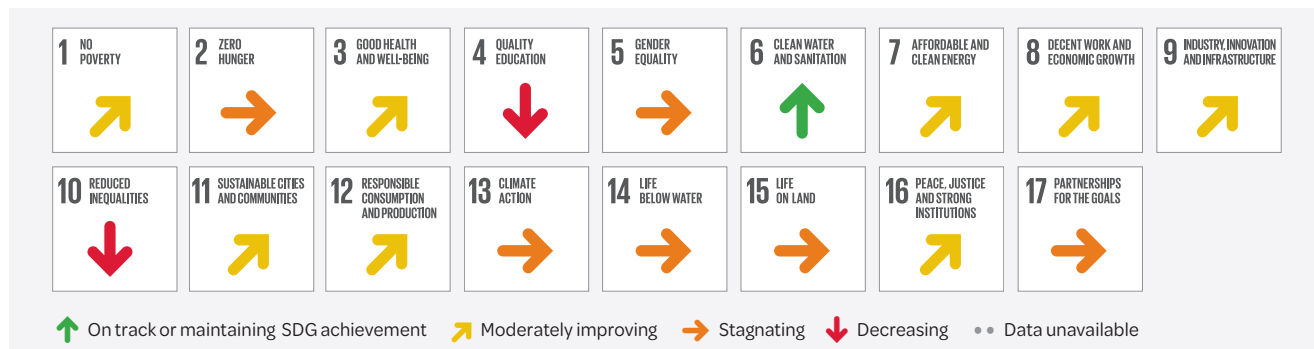 1 NO
POVERTY
2 ZERO
HUNGER
3 GOOD HEALTH
AND WELL-BEING
4 QUALITY
EDUCATION
5 GENDER
EQUALITY
6 CLEAN WATER
AND SANITATION
7 AFFORDABLE AND
CLEAN ENERGY
8 DECENT WORK AND
ECONOMIC GROWTH
9 INDUSTRY, INNOVATION
AND INFRASTRUCTURE
10 REDUCED
INEQUALITIES
11 SUSTAINABLE CITIES
AND COMMUNITIES
12 RESPONSIBLE
CONSUMPTION
AND PRODUCTION
13 CLIMATE
ACTION
14 LIFE
BELOW WATER
15 LIFE
ON LAND
16 PEACE, JUSTICE
AND STRONG
INSTITUTIONS
17 PARTNERSHIPS
FOR THE GOALS
On track or maintaining SDG achievement
Moderately improving
Stagnating
Decreasing
Data unavailable